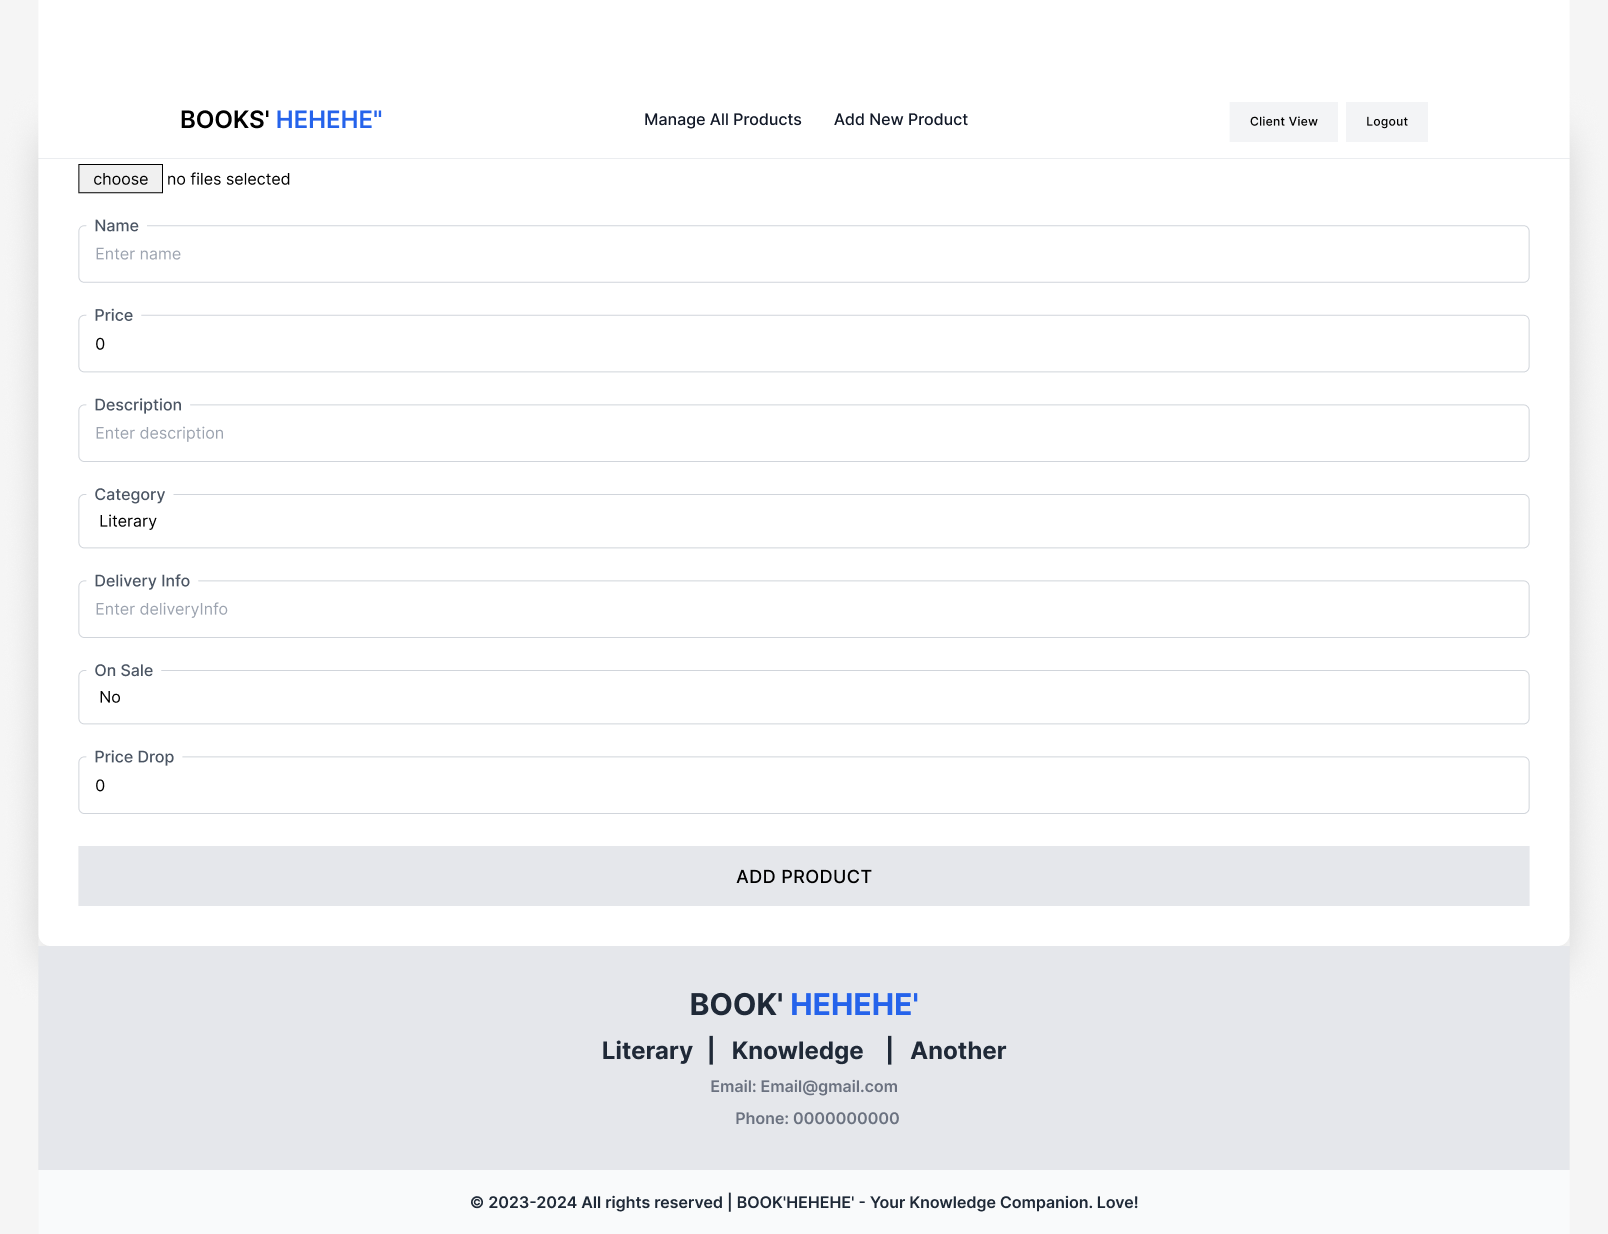 BOOKS' HEHEHE"
Manage All Products
Add New Product
Client View
Logout
choose no files selected
Name
Enter name
Price
0
Description
Enter description
Category
Literary
Delivery Info
Enter deliveryInfo
On Sale
No
Price Drop
0
ADD PRODUCT
BOOK' HEHEHE'
Literary | Knowledge | Another
Email: Email@gmail.com
Phone: 0000000000
© 2023-2024 All rights reserved | BOOK'HEHEHE' - Your Knowledge Companion. Love!